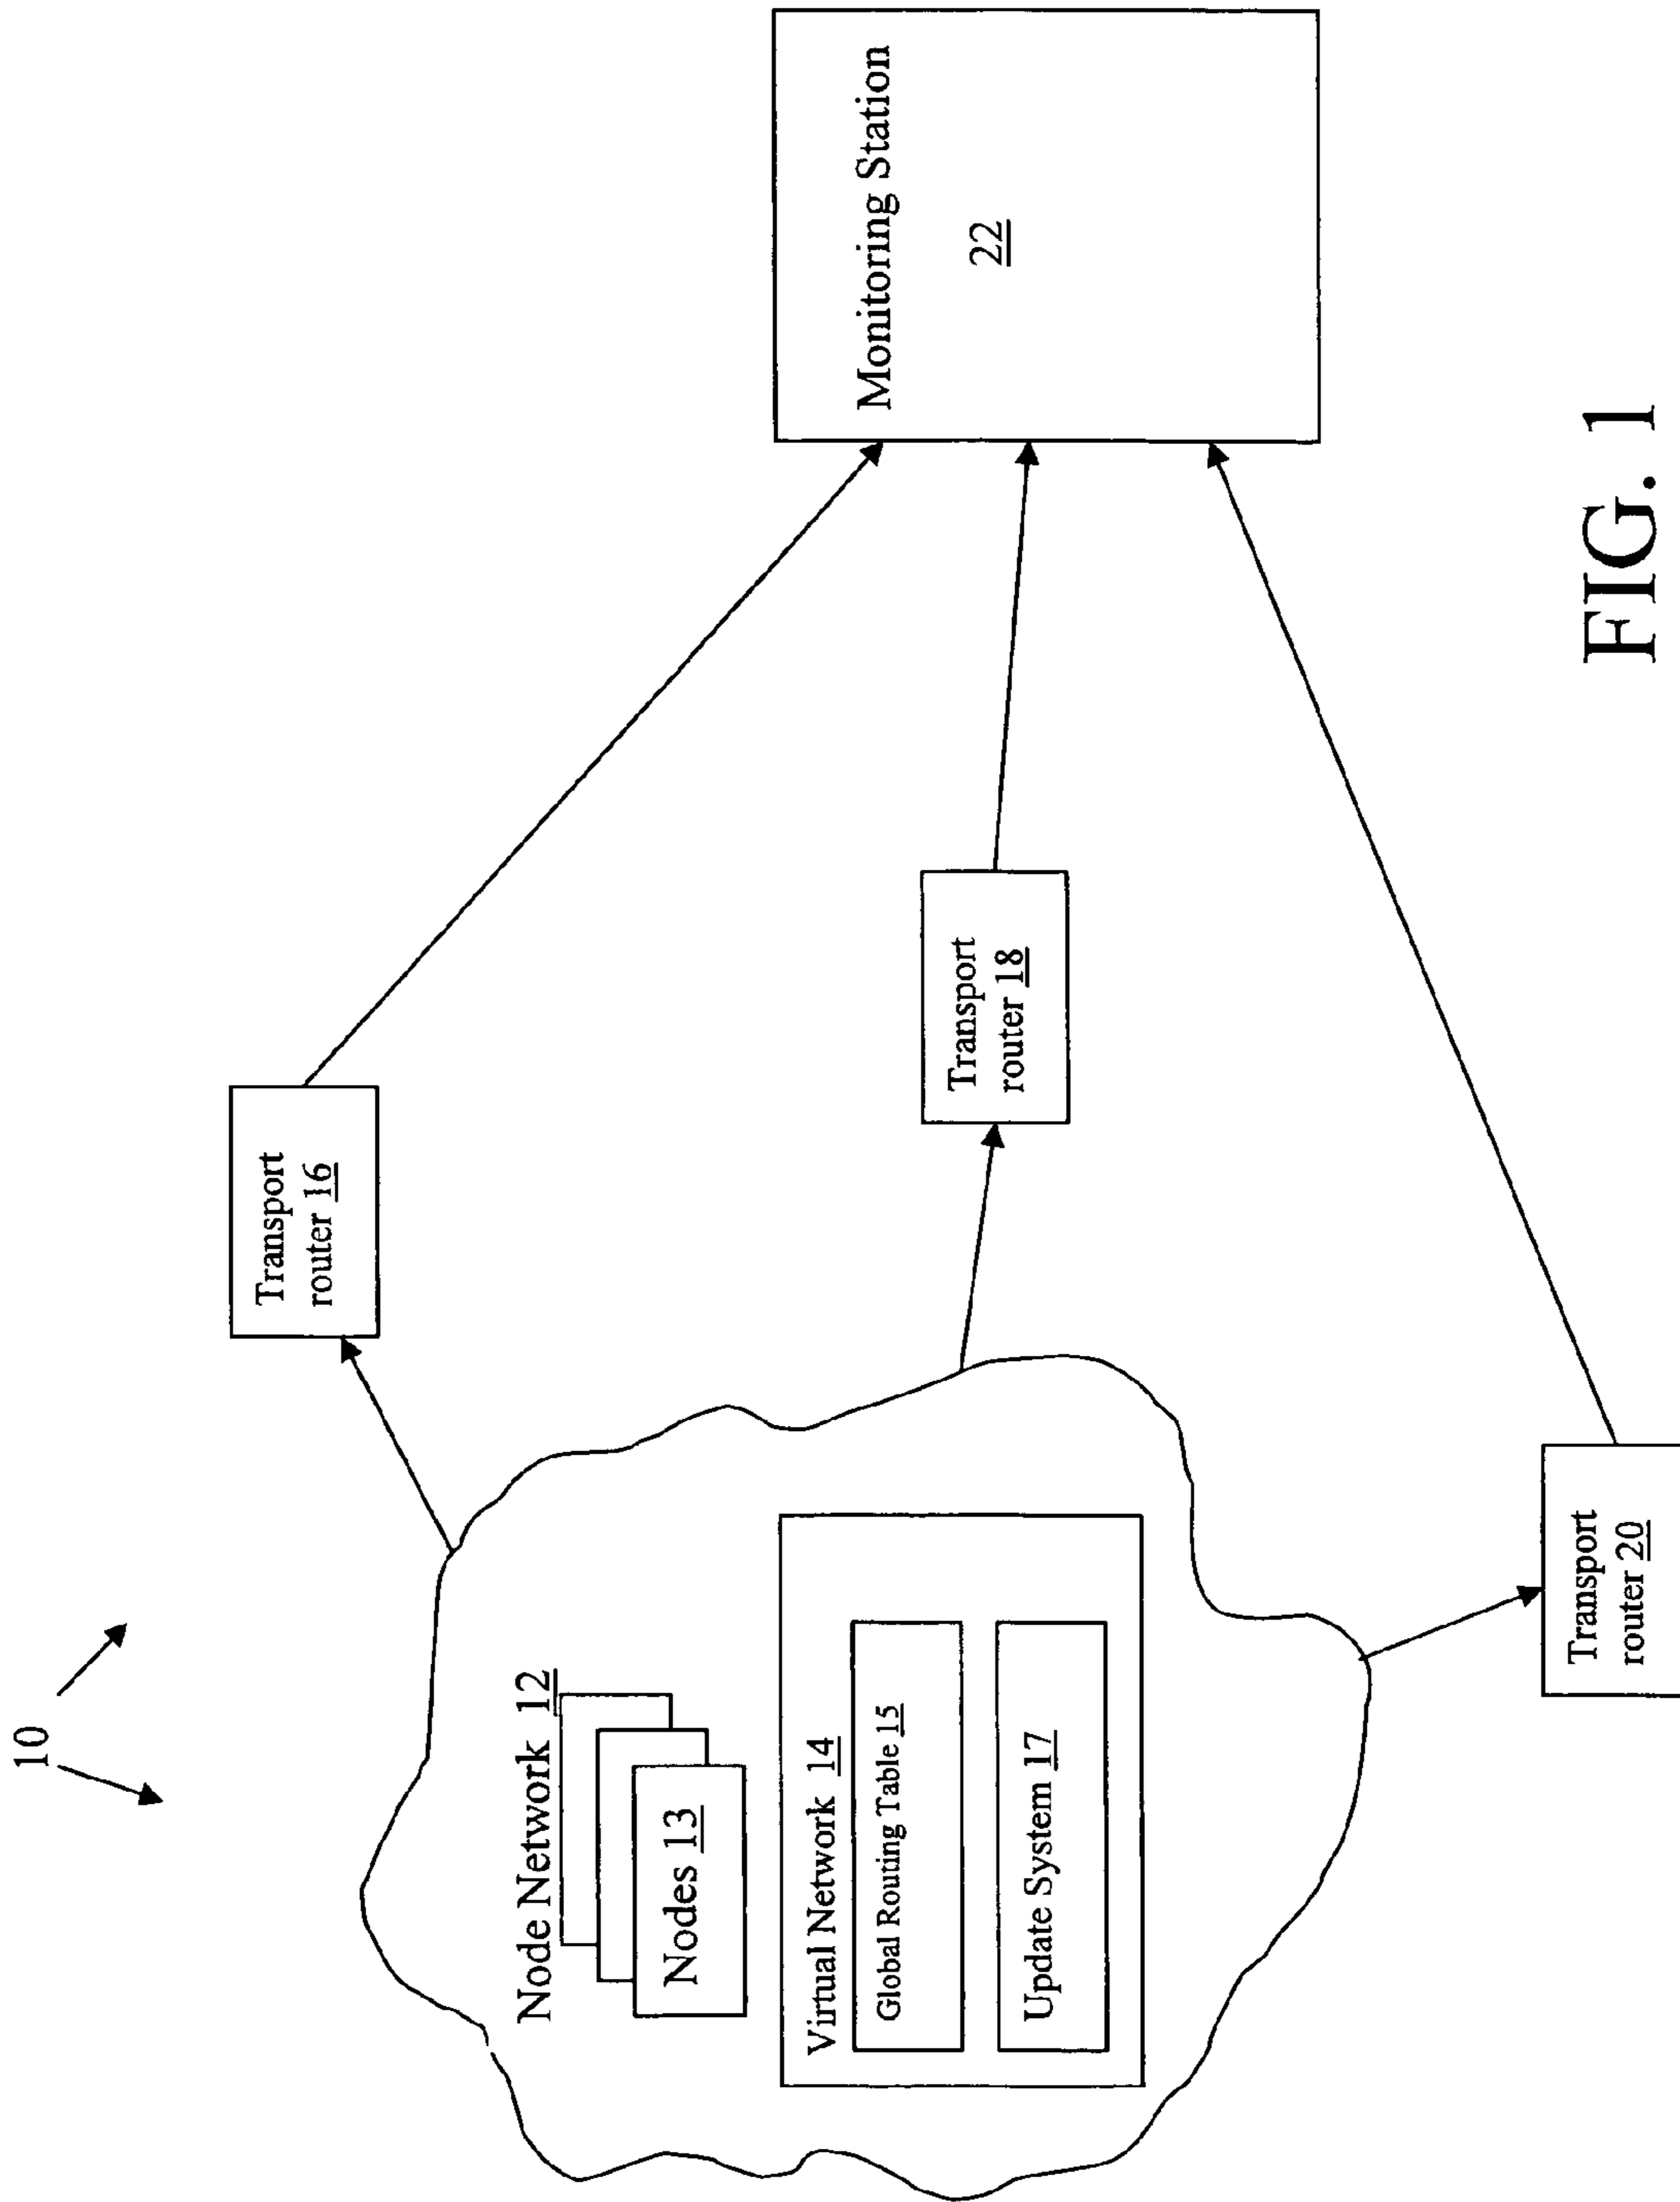 10
Node Network 12
Nodes 13
Virtual Network 14
Global Routing Table 15
Update System 17
Transport
router 16
Transport
router 18
Transport
router 20
Monitoring Station
22
FIG. 1